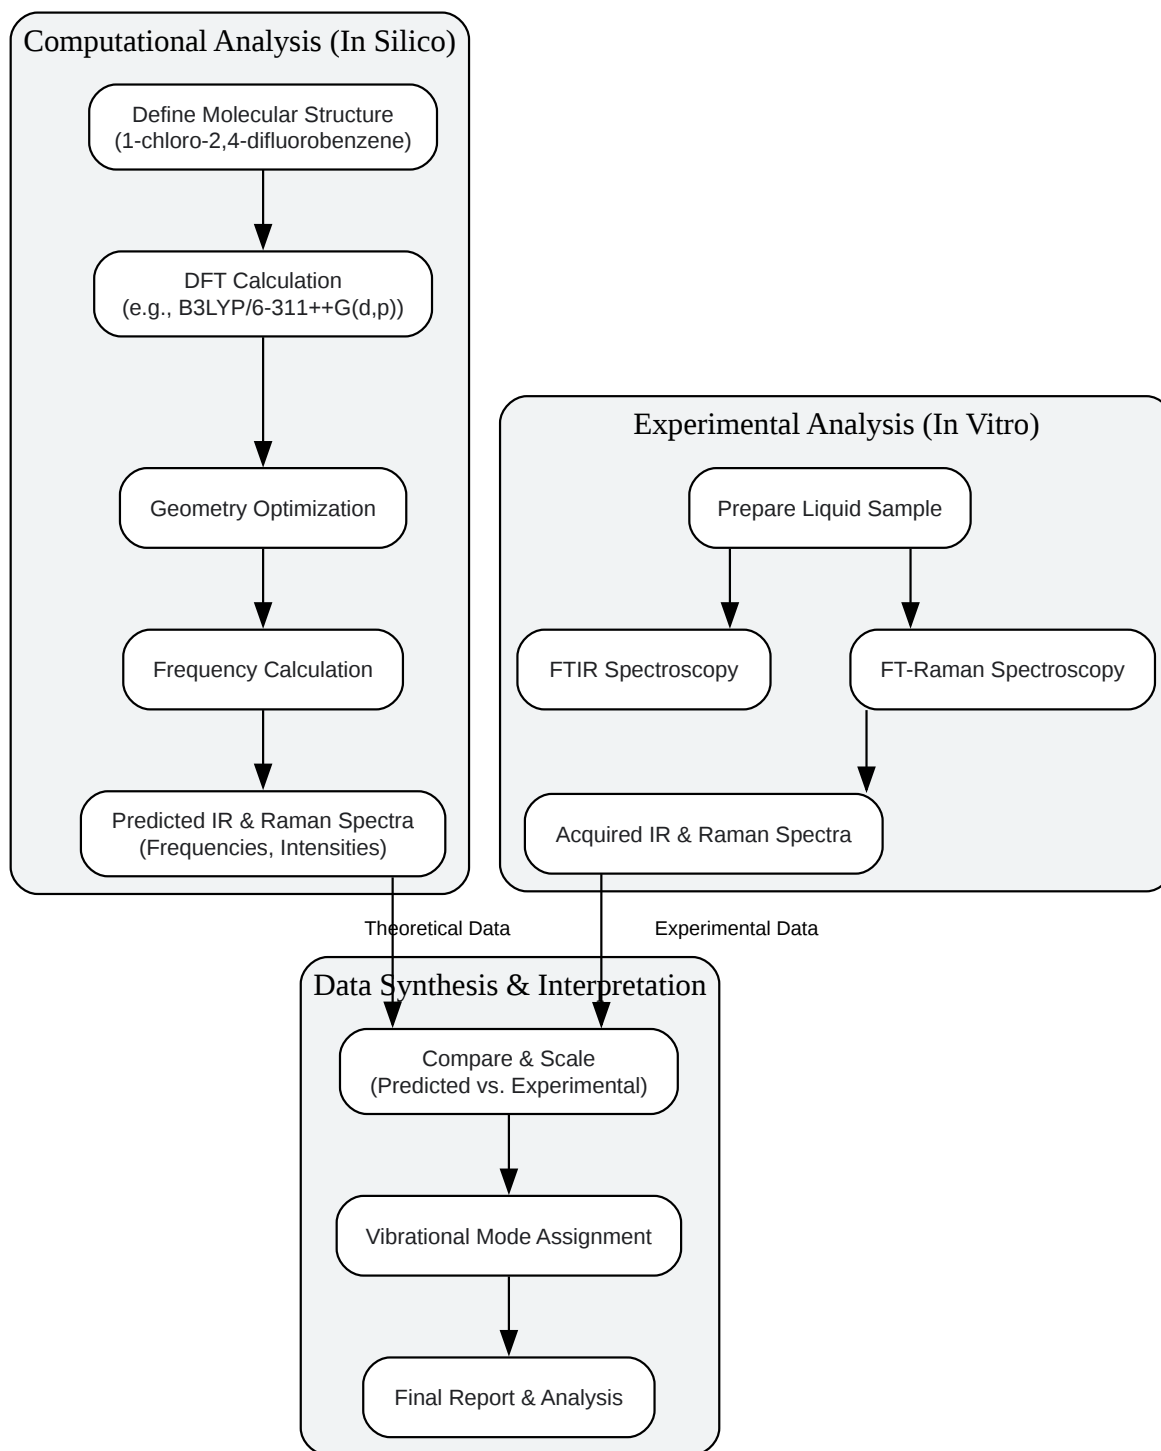 Computational Analysis (In Silico)
Define Molecular Structure
(1-chloro-2,4-difluorobenzene)
DFT Calculation
(e.g., B3LYP/6-311++G(d,p))
Geometry Optimization
Frequency Calculation
Predicted IR & Raman Spectra
(Frequencies, Intensities)
Experimental Analysis (In Vitro)
Prepare Liquid Sample
FTIR Spectroscopy
FT-Raman Spectroscopy
Acquired IR & Raman Spectra
Theoretical Data
Experimental Data
Data Synthesis & Interpretation
Compare & Scale
(Predicted vs. Experimental)
Vibrational Mode Assignment
Final Report & Analysis